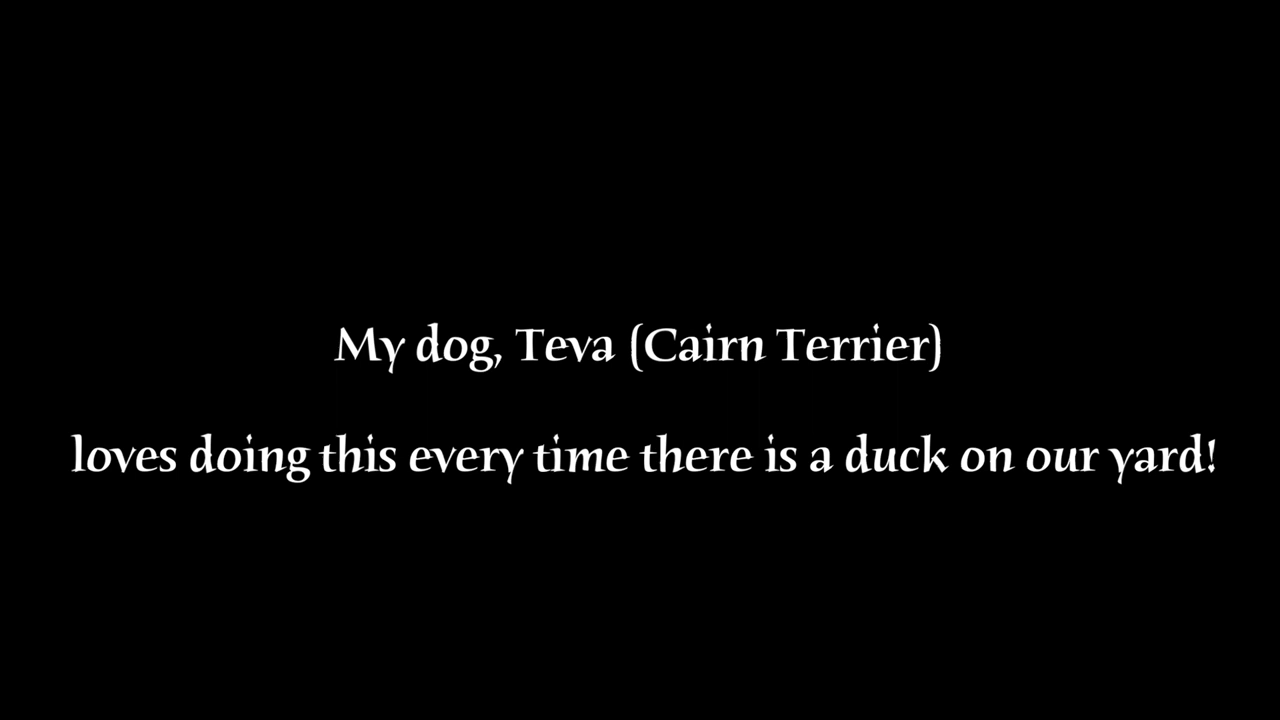 My dog, Teva (Cairn Terrier)
loves doing this every time there is a duck on our yard!